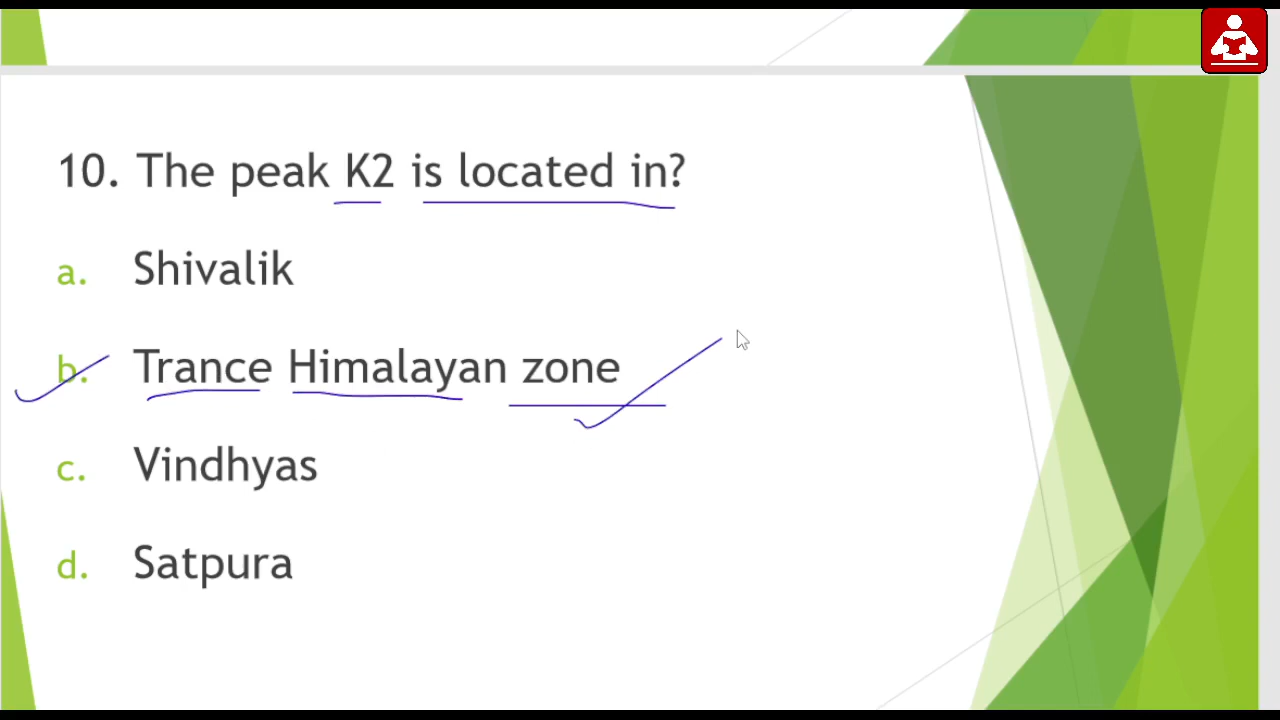 10. The peak K2 is located in?
a. Shivalik
b. Trance Himalayan zone
c. Vindhyas
d. Satpura